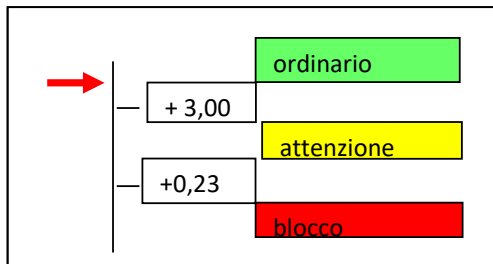 ordinario
+ 3,00
attenzione
+0,23
blocco